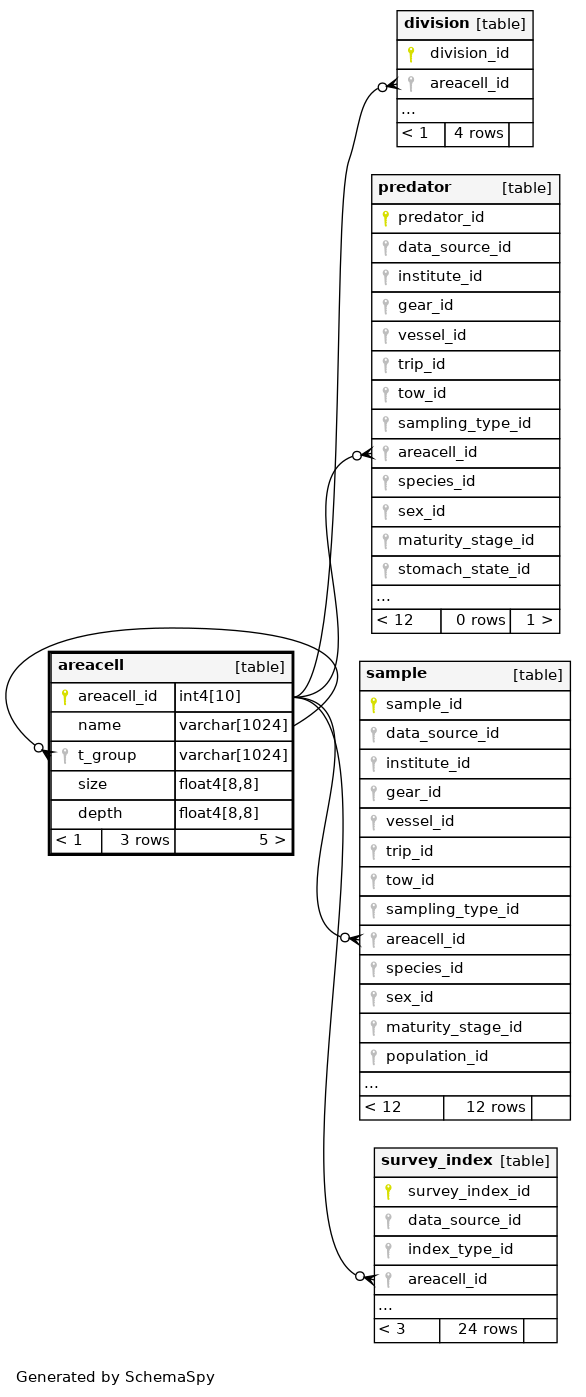 division [table]
division_id
areacell_id
...
< 1 4 rows
predator [table]
predator_id
data_source_id
institute_id
gear_id
vessel_id
trip_id
tow_id
sampling_type_id
areacell_id
species_id
sex_id
maturity_stage_id
stomach_state_id
...
< 12 0 rows 1 >
areacell [table]
areacell_id int4[10]
name varchar[1024]
t_group varchar[1024]
size float4[8,8]
depth float4[8,8]
< 1 3 rows 5 >
sample [table]
sample_id
data_source_id
institute_id
gear_id
vessel_id
trip_id
tow_id
sampling_type_id
areacell_id
species_id
sex_id
maturity_stage_id
population_id
...
< 12 12 rows
survey_index [table]
survey_index_id
data_source_id
index_type_id
areacell_id
...
< 3 24 rows
Generated by SchemaSpy